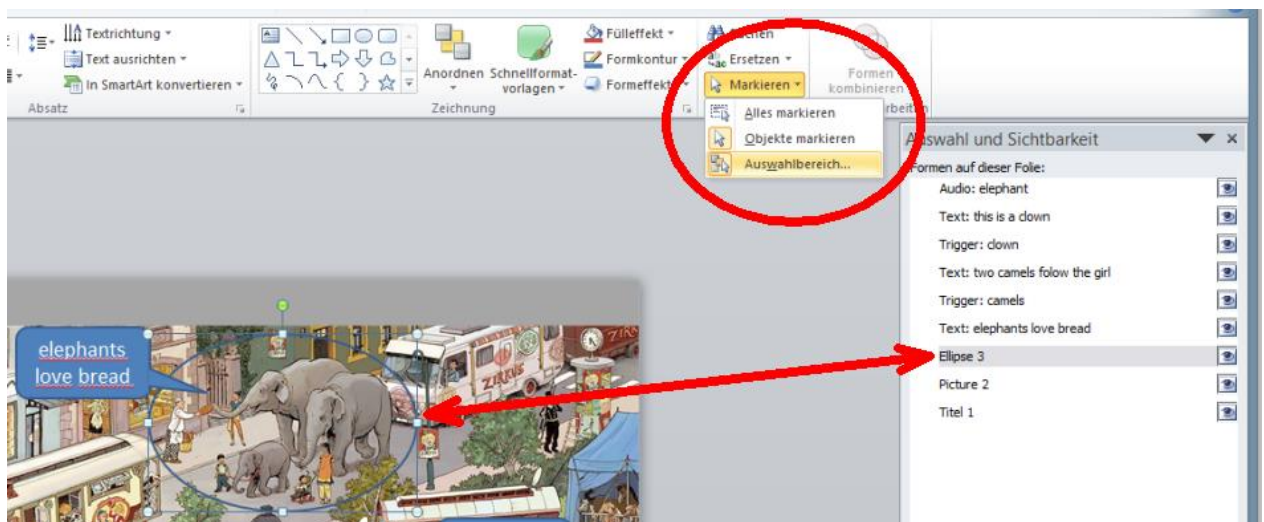 Textrichtung
Text ausrichten
In SmartArt konvertieren
Absatz
Anordnen
Schnellformat-
vorlagen
Fülleffekt
Formkontur
Formeffekte
Zeichnung
Ersetzen
Markieren
Formen
kombinieren
Alles markieren
Objekte markieren
Auswahlbereich...
Auswahl und Sichtbarkeit
Formen auf dieser Folie:
Audio: elephant
Text: this is a clown
Trigger: clown
Text: two camels folow the girl
Trigger: camels
Text: elephants love bread
Ellipse 3
Picture 2
Titel 1
elephants
love bread
ZIRKUS